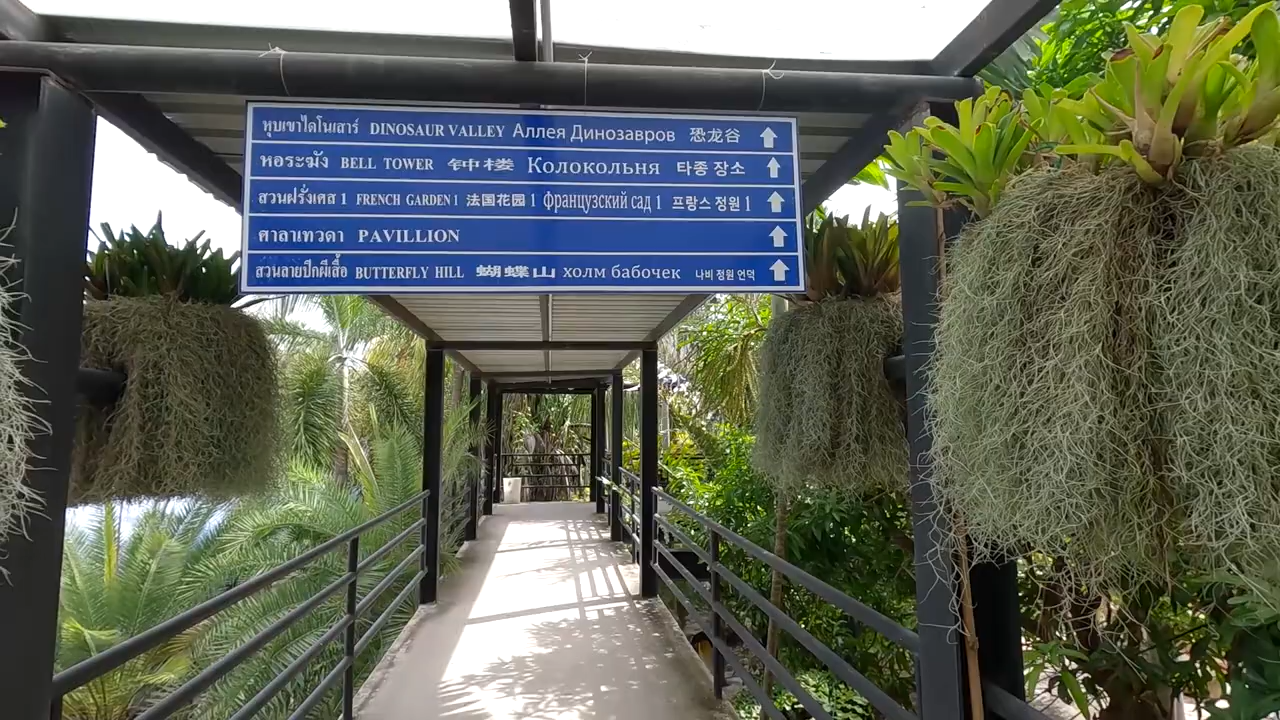 หุบเขาไดโนเสาร์ DINOSAUR VALLEY Аллея Динозавров 恐龙谷
หอระฆัง BELL TOWER 钟楼 Колокольня 타종 장소
สวนฝรั่งเศส 1 FRENCH GARDEN 1 法国花园 1 французский сад 1 프랑스 정원 1
ศาลาเทวดา PAVILLION
สวนลายปีกผีเสื้อ BUTTERFLY HILL 蝴蝶山 холм бабочек 나비 정원 언덕